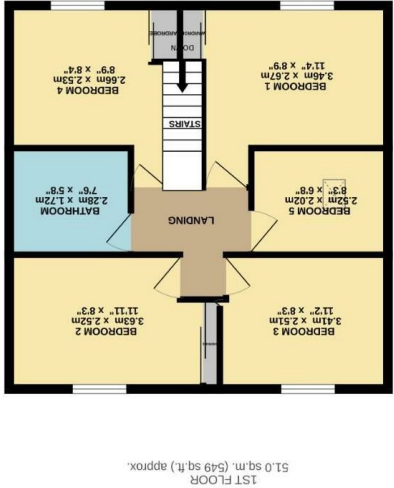 1ST FLOOR
51.0 sq.m. (549 sq.ft.) approx.
BEDROOM 3
3.41m x 2.51m
11'2" x 8'3"
BEDROOM 2
3.63m x 2.52m
11'11" x 8'3"
LANDING
BEDROOM 5
2.52m x 2.02m
8'3" x 6'8"
BATHROOM
2.28m x 1.72m
7'6" x 5'8"
STAIRS
BEDROOM 1
3.46m x 2.67m
11'4" x 8'9"
BEDROOM 4
2.66m x 2.53m
8'9" x 8'4"
DOWN
WARDROBE
WARDROBE